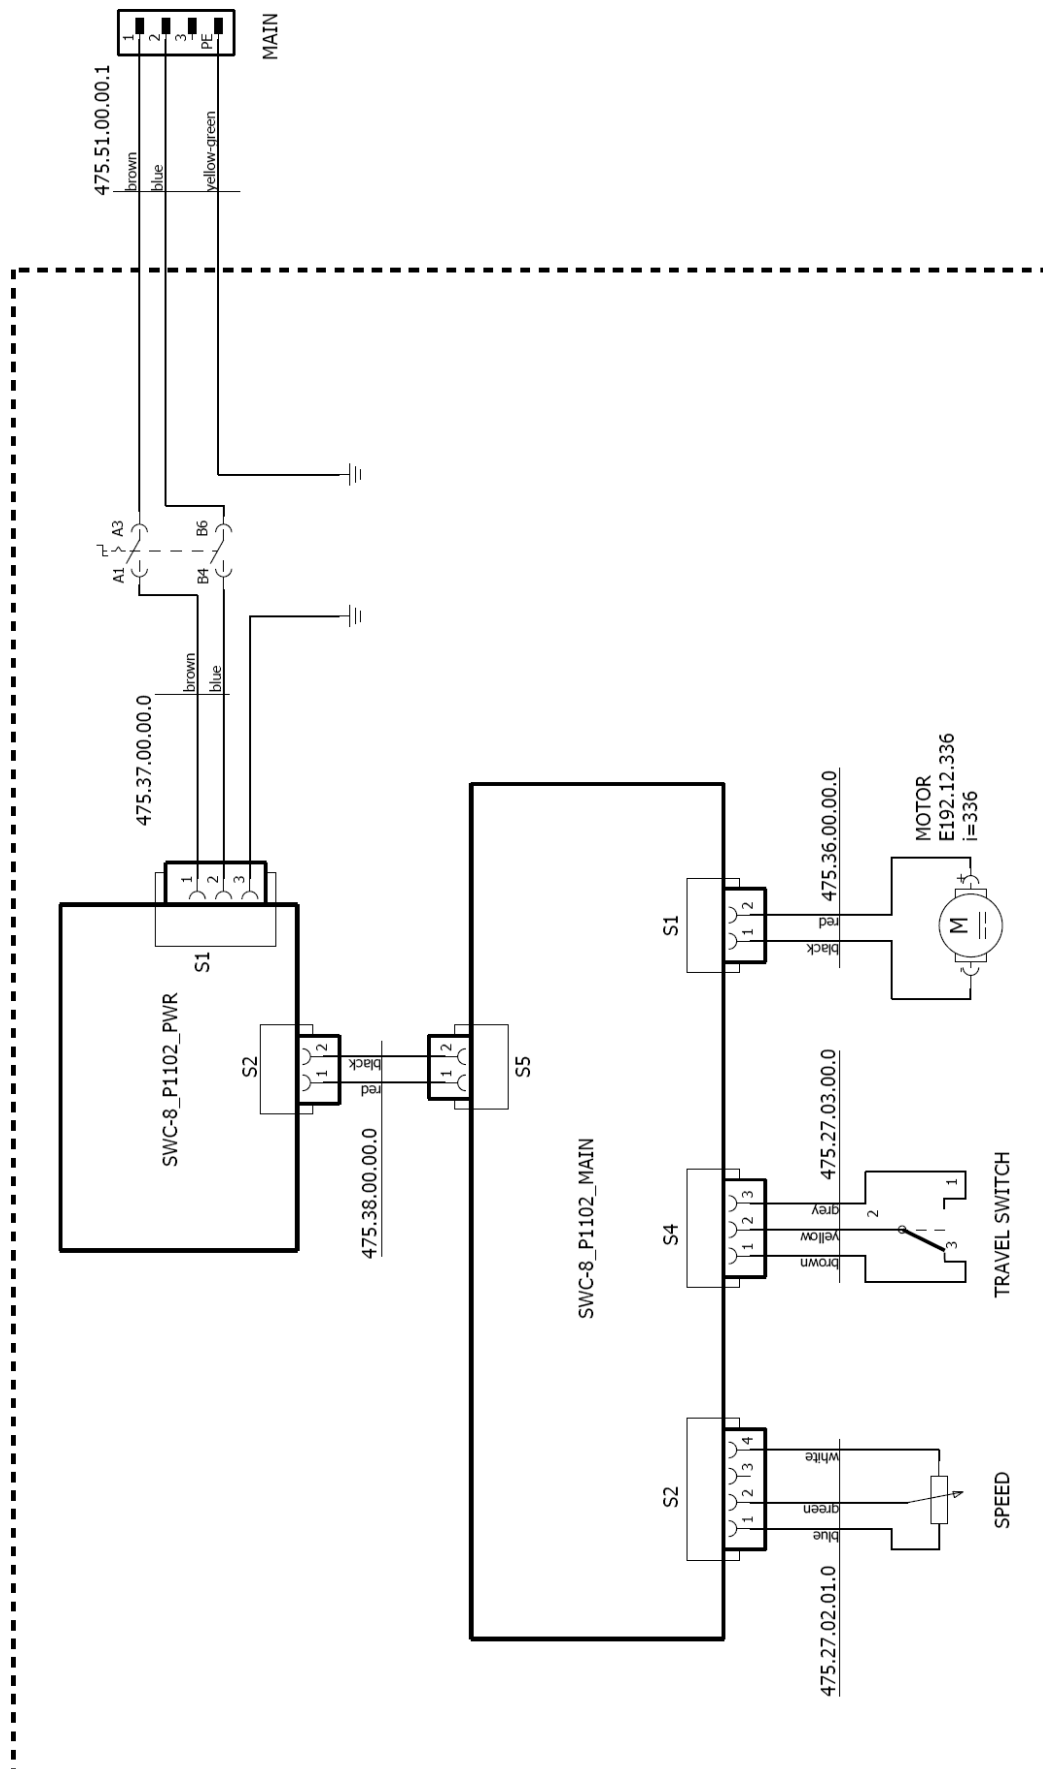 MAIN
1
2
3
PE
475.51.00.00.1
brown
blue
yellow-green
A3
B6
A1
B4
brown
blue
475.37.00.00.0
1
2
3
S1
SWC-8_P1102_PWR
S2
1
2
red
black
475.38.00.00.0
1
2
S5
SWC-8_P1102_MAIN
S1
1
2
black
red
475.36.00.00.0
MOTOR
E192.12.336
i=336
+
M
-
S4
1
2
3
brown
yellow
grey
475.27.03.00.0
2
1
3
TRAVEL SWITCH
S2
1
2
3
4
blue
green
white
475.27.02.01.0
SPEED